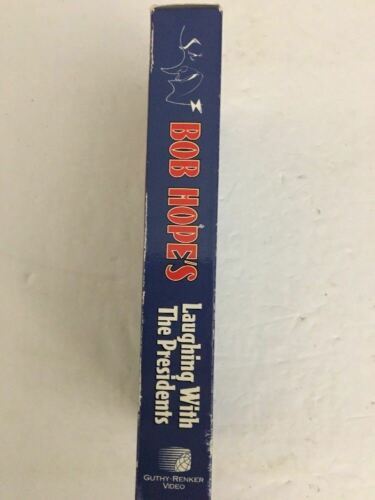 BOB HOPE'S
Laughing With
The Presidents
GUTHY-RENKER
VIDEO